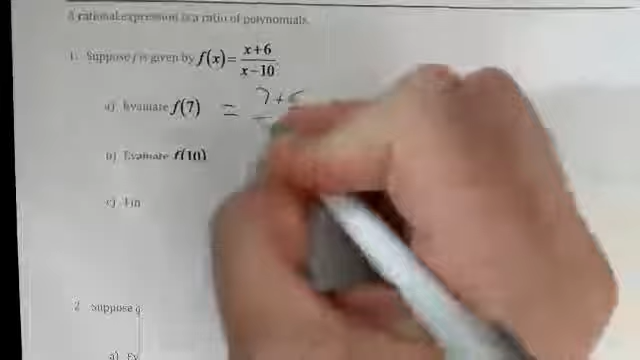 A rational expression is a ratio of polynomials.
1. Suppose f is given by f(x)= x+6
x−10
a) Evaluate f(7) = 7+6
b) Evaluate f(10)
c)
2 Suppose g
a)